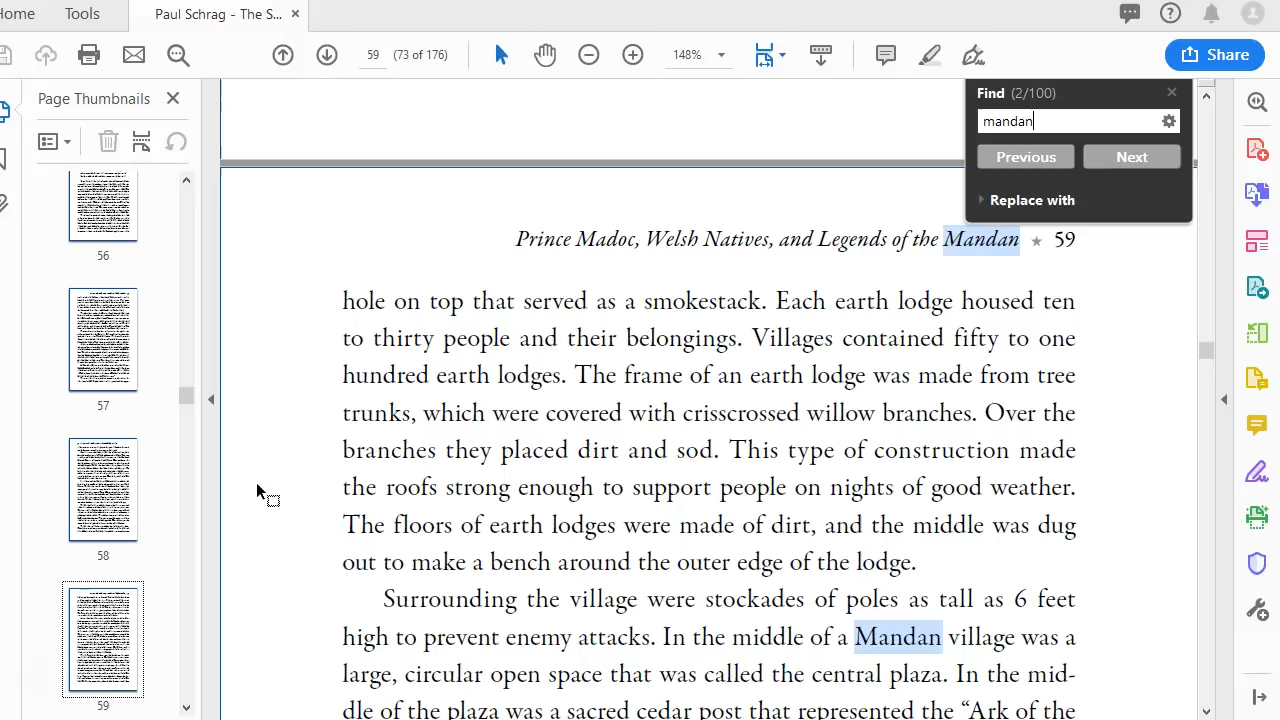 Home Tools Paul Schrag - The S... ×
59 (73 of 176) 148% Share
Page Thumbnails
Find (2/100)
mandan
Previous Next
Replace with
56
57
58
59
Prince Madoc, Welsh Natives, and Legends of the Mandan ★ 59
hole on top that served as a smokestack. Each earth lodge housed ten
to thirty people and their belongings. Villages contained fifty to one
hundred earth lodges. The frame of an earth lodge was made from tree
trunks, which were covered with crisscrossed willow branches. Over the
branches they placed dirt and sod. This type of construction made
the roofs strong enough to support people on nights of good weather.
The floors of earth lodges were made of dirt, and the middle was dug
out to make a bench around the outer edge of the lodge.
Surrounding the village were stockades of poles as tall as 6 feet
high to prevent enemy attacks. In the middle of a Mandan village was a
large, circular open space that was called the central plaza. In the mid-
dle of the plaza was a sacred cedar post that represented the “Ark of the